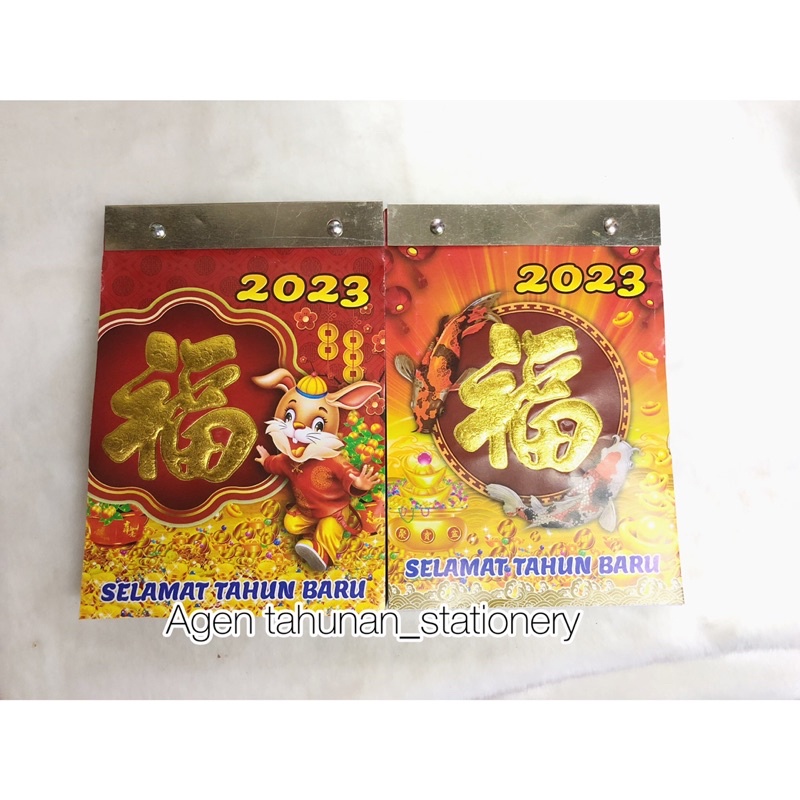 2023
福
SELAMAT TAHUN BARU
2023
福
SELAMAT TAHUN BARU
Agen tahunan_stationery